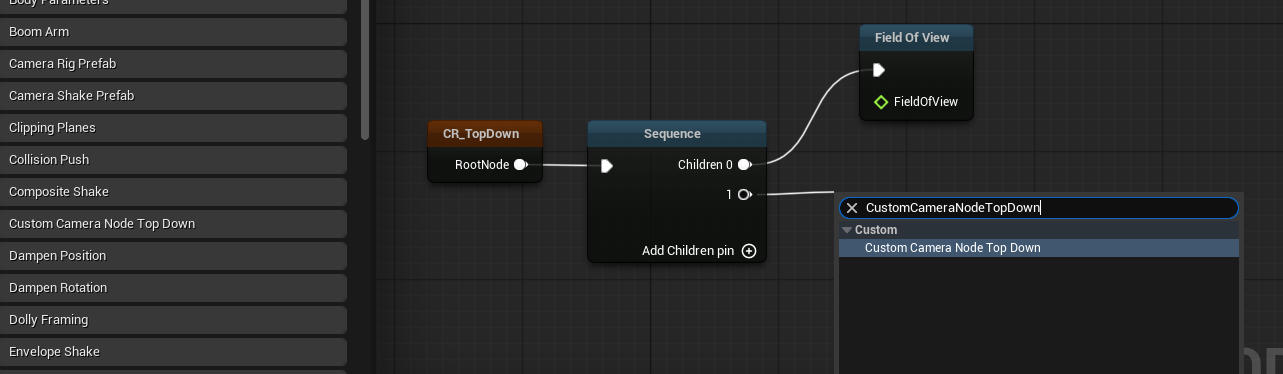 Body Parameters
Boom Arm
Camera Rig Prefab
Camera Shake Prefab
Clipping Planes
Collision Push
Composite Shake
Custom Camera Node Top Down
Dampen Position
Dampen Rotation
Dolly Framing
Envelope Shake
CR_TopDown
RootNode
Sequence
Children 0
1
Add Children pin
Field Of View
FieldOfView
CustomCameraNodeTopDown
Custom
Custom Camera Node Top Down